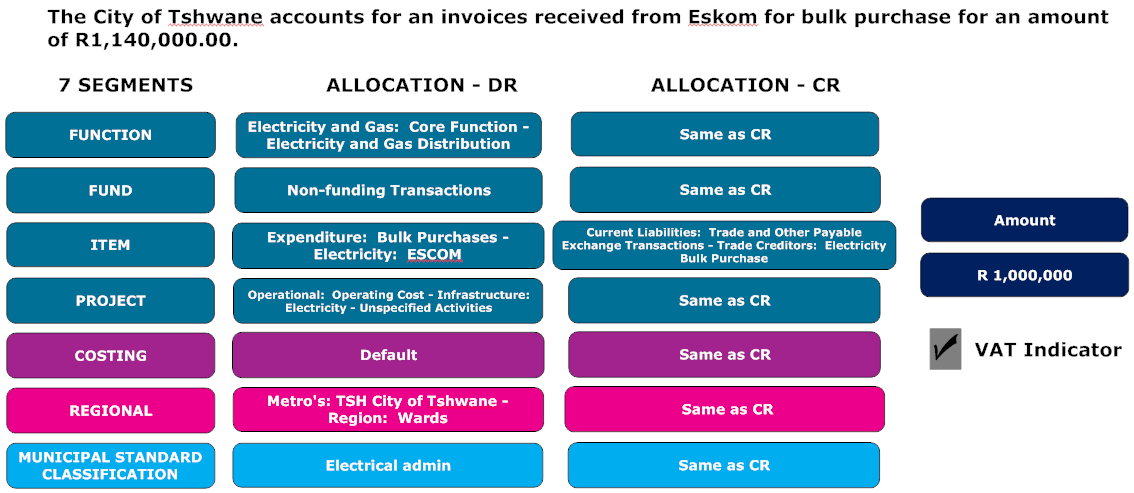 The City of Tshwane accounts for an invoices received from Eskom for bulk purchase for an amount
of R1,140,000.00.
7 SEGMENTS
ALLOCATION - DR
ALLOCATION - CR
FUNCTION
Electricity and Gas: Core Function -
Electricity and Gas Distribution
Same as CR
FUND
Non-funding Transactions
Same as CR
ITEM
Expenditure: Bulk Purchases -
Electricity: ESCOM
Current Liabilities: Trade and Other Payable
Exchange Transactions - Trade Creditors: Electricity
Bulk Purchase
PROJECT
Operational: Operating Cost - Infrastructure:
Electricity - Unspecified Activities
Same as CR
COSTING
Default
Same as CR
REGIONAL
Metro's: TSH City of Tshwane -
Region: Wards
Same as CR
MUNICIPAL STANDARD
CLASSIFICATION
Electrical admin
Same as CR
Amount
R 1,000,000
VAT Indicator